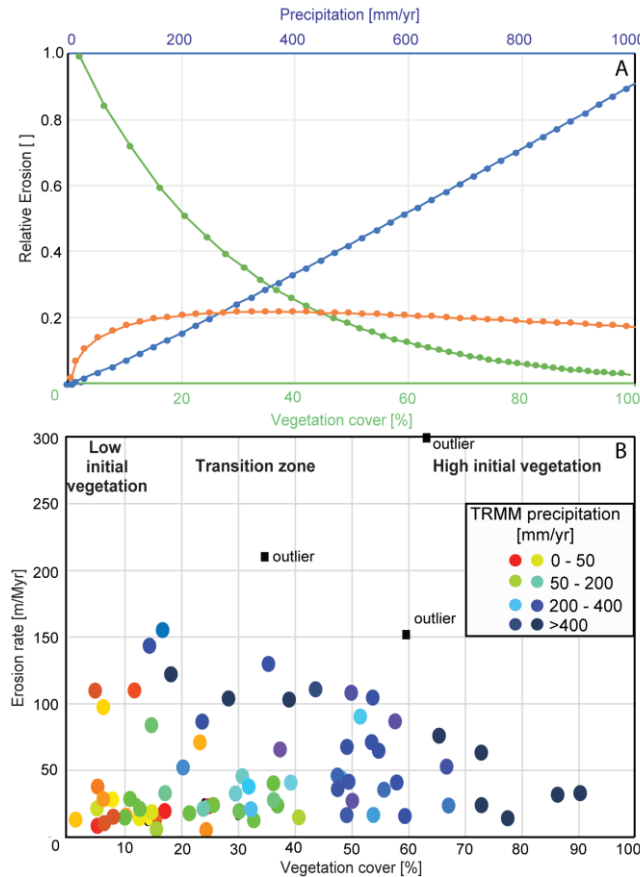 Precipitation [mm/yr]
0 200 400 600 800 1000
A
1.0
0.8
0.6
0.4
0.2
0
Relative Erosion [ ]
0 20 40 60 80 100
Vegetation cover [%]
B
300
250
200
150
100
50
0
Erosion rate [m/Myr]
Low
initial
vegetation
Transition zone
High initial vegetation
outlier
outlier
outlier
TRMM precipitation
[mm/yr]
0 - 50
50 - 200
200 - 400
>400
10 20 30 40 50 60 70 80 90 100
Vegetation cover [%]